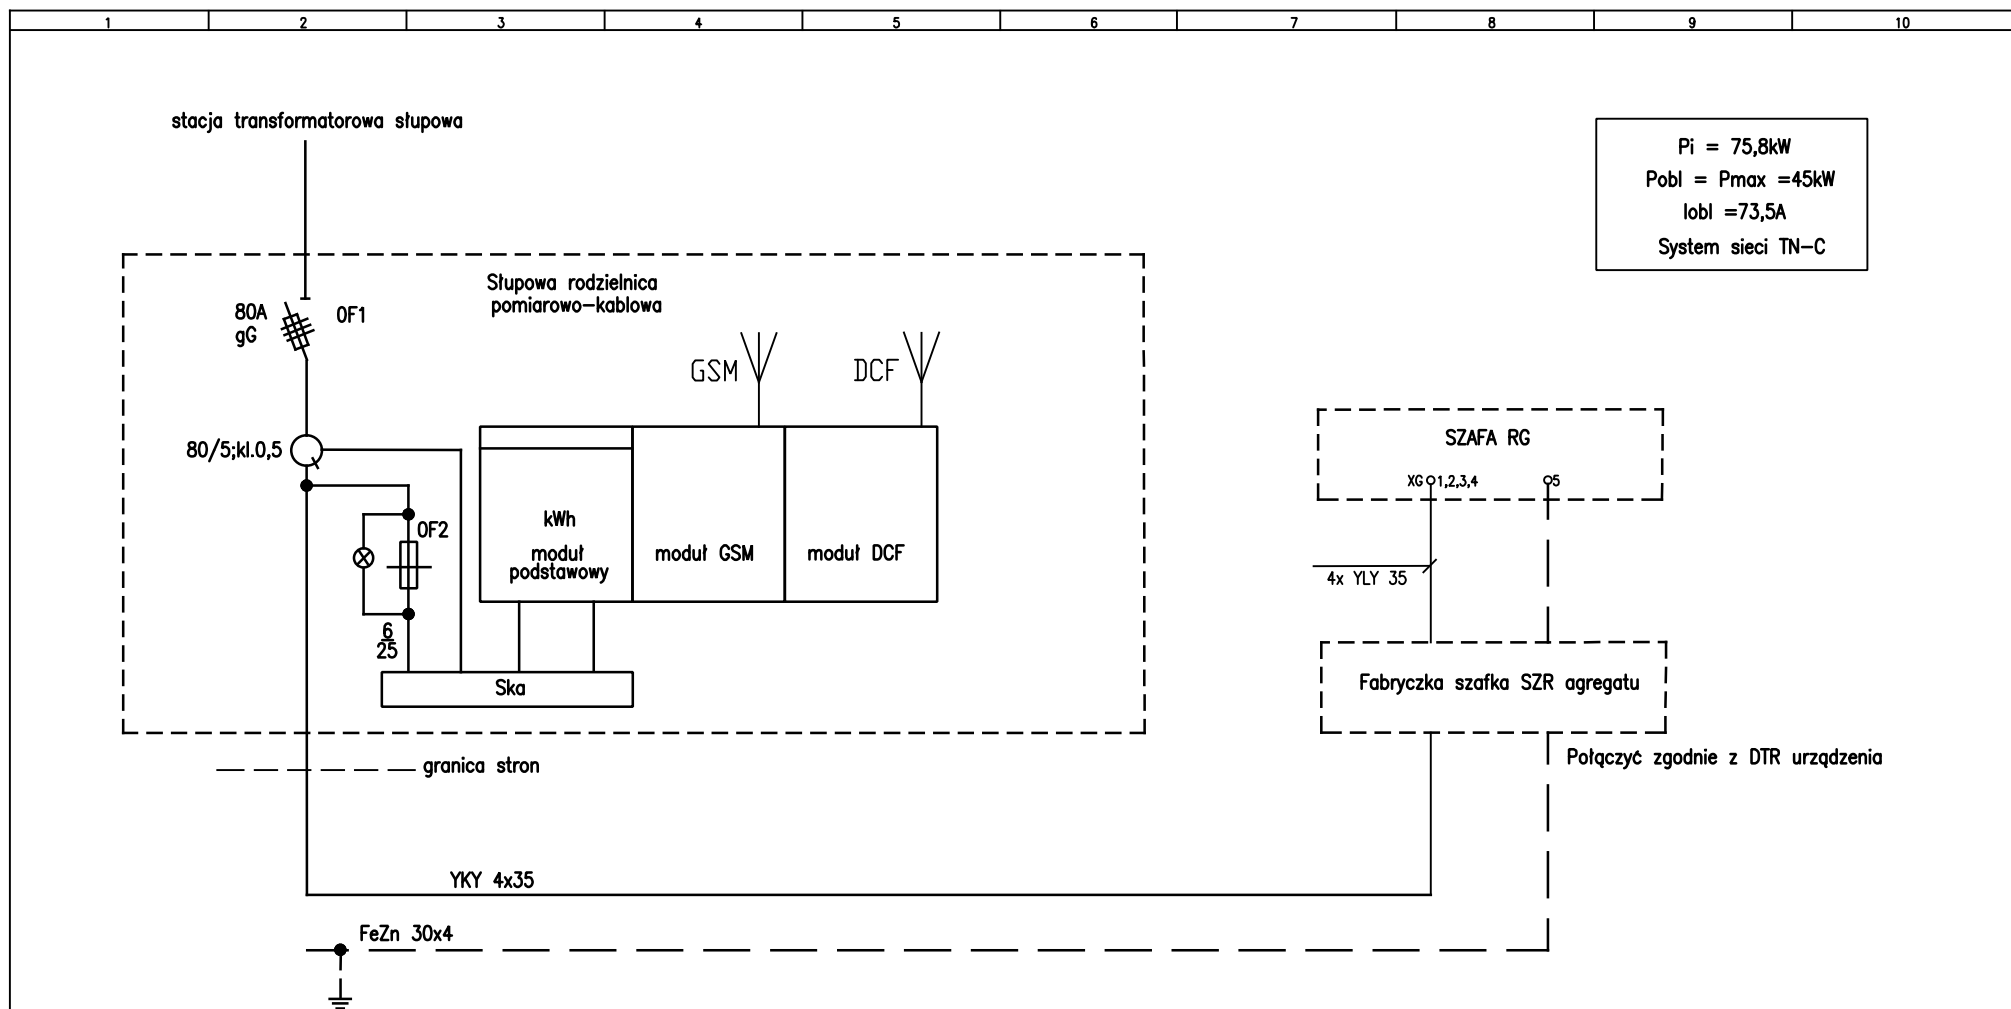 1 2 3 4 5 6 7 8 9 10
stacja transformatorowa słupowa
Pi = 75,8kW
Pobl = Pmax =45kW
Iobl =73,5A
System sieci TN-C
Słupowa rodzielnica
pomiarowo-kablowa
80A
gG
0F1
GSM
DCF
80/5;kl.0,5
SZAFA RG
XG 1,2,3,4
5
kWh
moduł
podstawowy
moduł GSM
moduł DCF
0F2
4x YLY 35
6
25
Ska
Fabryczka szafka SZR agregatu
granica stron
Połączyć zgodnie z DTR urządzenia
YKY 4x35
FeZn 30x4